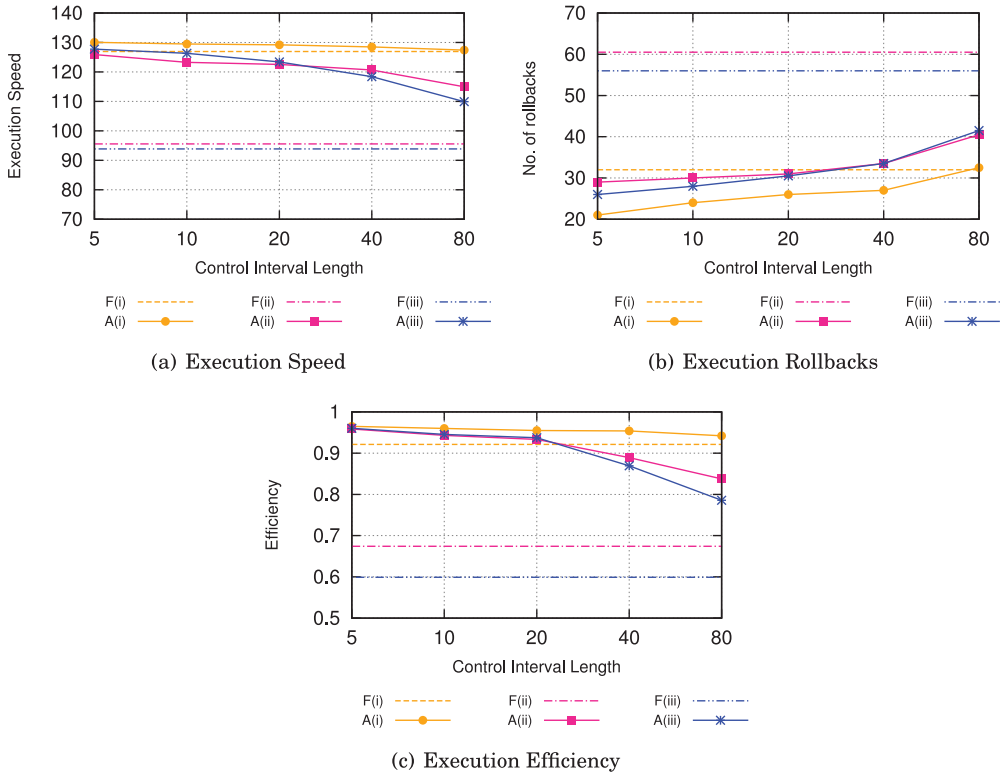 140
130
120
110
100
90
80
70
Execution Speed
5 10 20 40 80
Control Interval Length
F(i) F(ii) F(iii)
A(i) A(ii) A(iii)
(a) Execution Speed
70
60
50
40
30
20
No. of rollbacks
5 10 20 40 80
Control Interval Length
F(i) F(ii) F(iii)
A(i) A(ii) A(iii)
(b) Execution Rollbacks
1
0.9
0.8
0.7
0.6
0.5
Efficiency
5 10 20 40 80
Control Interval Length
F(i) F(ii) F(iii)
A(i) A(ii) A(iii)
(c) Execution Efficiency